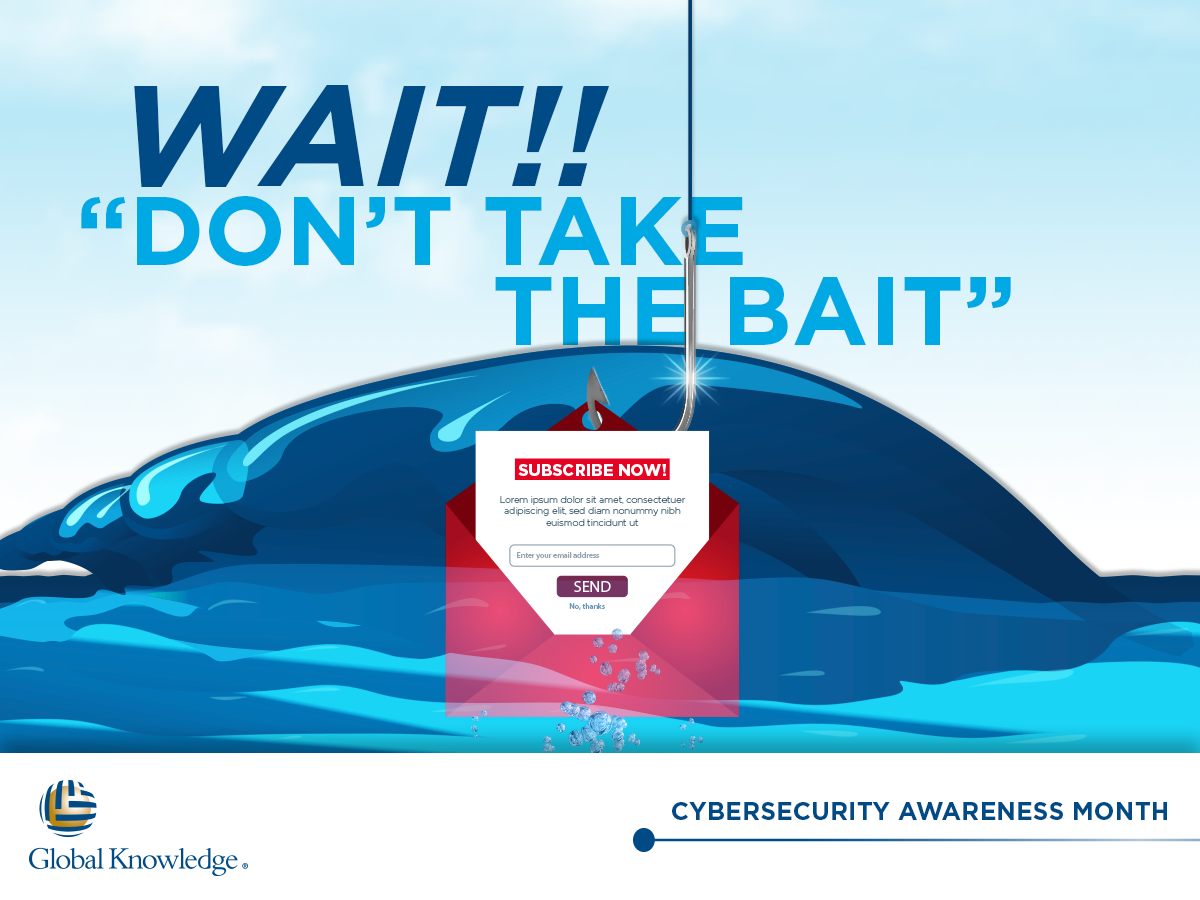 WAIT!!
“DON’T TAKE
THE BAIT”
SUBSCRIBE NOW!
Lorem ipsum dolor sit amet, consectetuer
adipiscing elit, sed diam nonummy nibh
euismod tincidunt ut
Enter your email address
SEND
No, thanks
Global Knowledge®
CYBERSECURITY AWARENESS MONTH